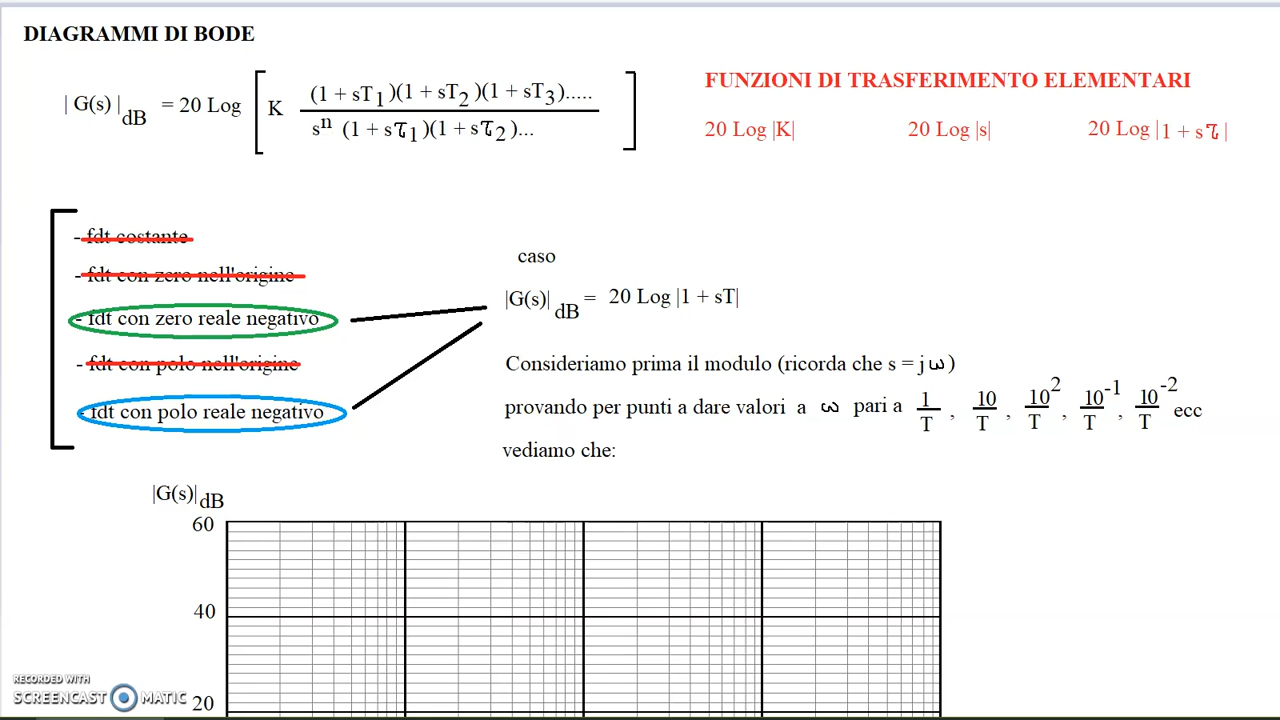 DIAGRAMMI DI BODE
| G(s) |dB = 20 Log [ K (1 + sT1)(1 + sT2)(1 + sT3)..... / s^n (1 + sτ1)(1 + sτ2)... ]
FUNZIONI DI TRASFERIMENTO ELEMENTARI
20 Log |K| 20 Log |s| 20 Log |1 + sτ|
- fdt costante
- fdt con zero nell'origine
- fdt con zero reale negativo
- fdt con polo nell'origine
- fdt con polo reale negativo
caso
|G(s)|dB = 20 Log |1 + sT|
Consideriamo prima il modulo (ricorda che s = jω)
provando per punti a dare valori a ω pari a 1/T , 10/T , 10^2/T , 10^-1/T , 10^-2/T ecc
vediamo che:
|G(s)|dB
60
40
20
RECORDED WITH
SCREENCAST MATIC